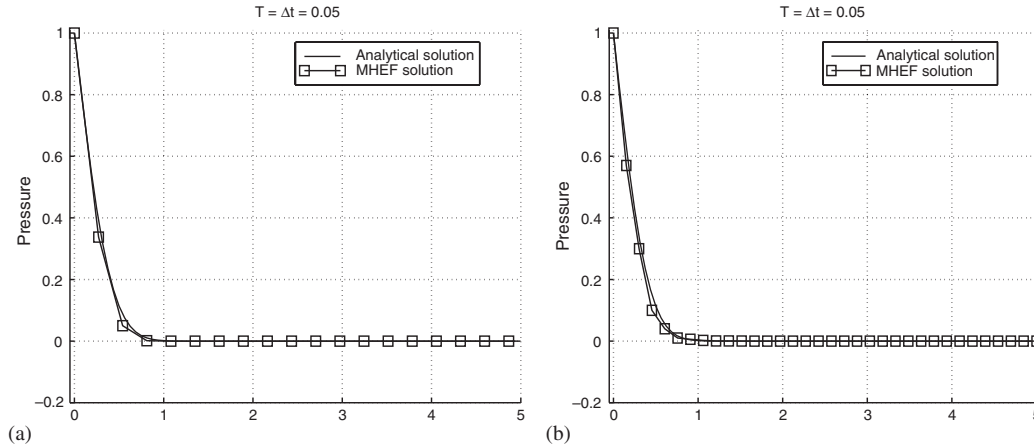 T = Δt = 0.05
Analytical solution
MHEF solution
Pressure
1
0.8
0.6
0.4
0.2
0
−0.2
0 1 2 3 4 5
(a)
T = Δt = 0.05
Analytical solution
MHEF solution
Pressure
1
0.8
0.6
0.4
0.2
0
−0.2
0 1 2 3 4 5
(b)